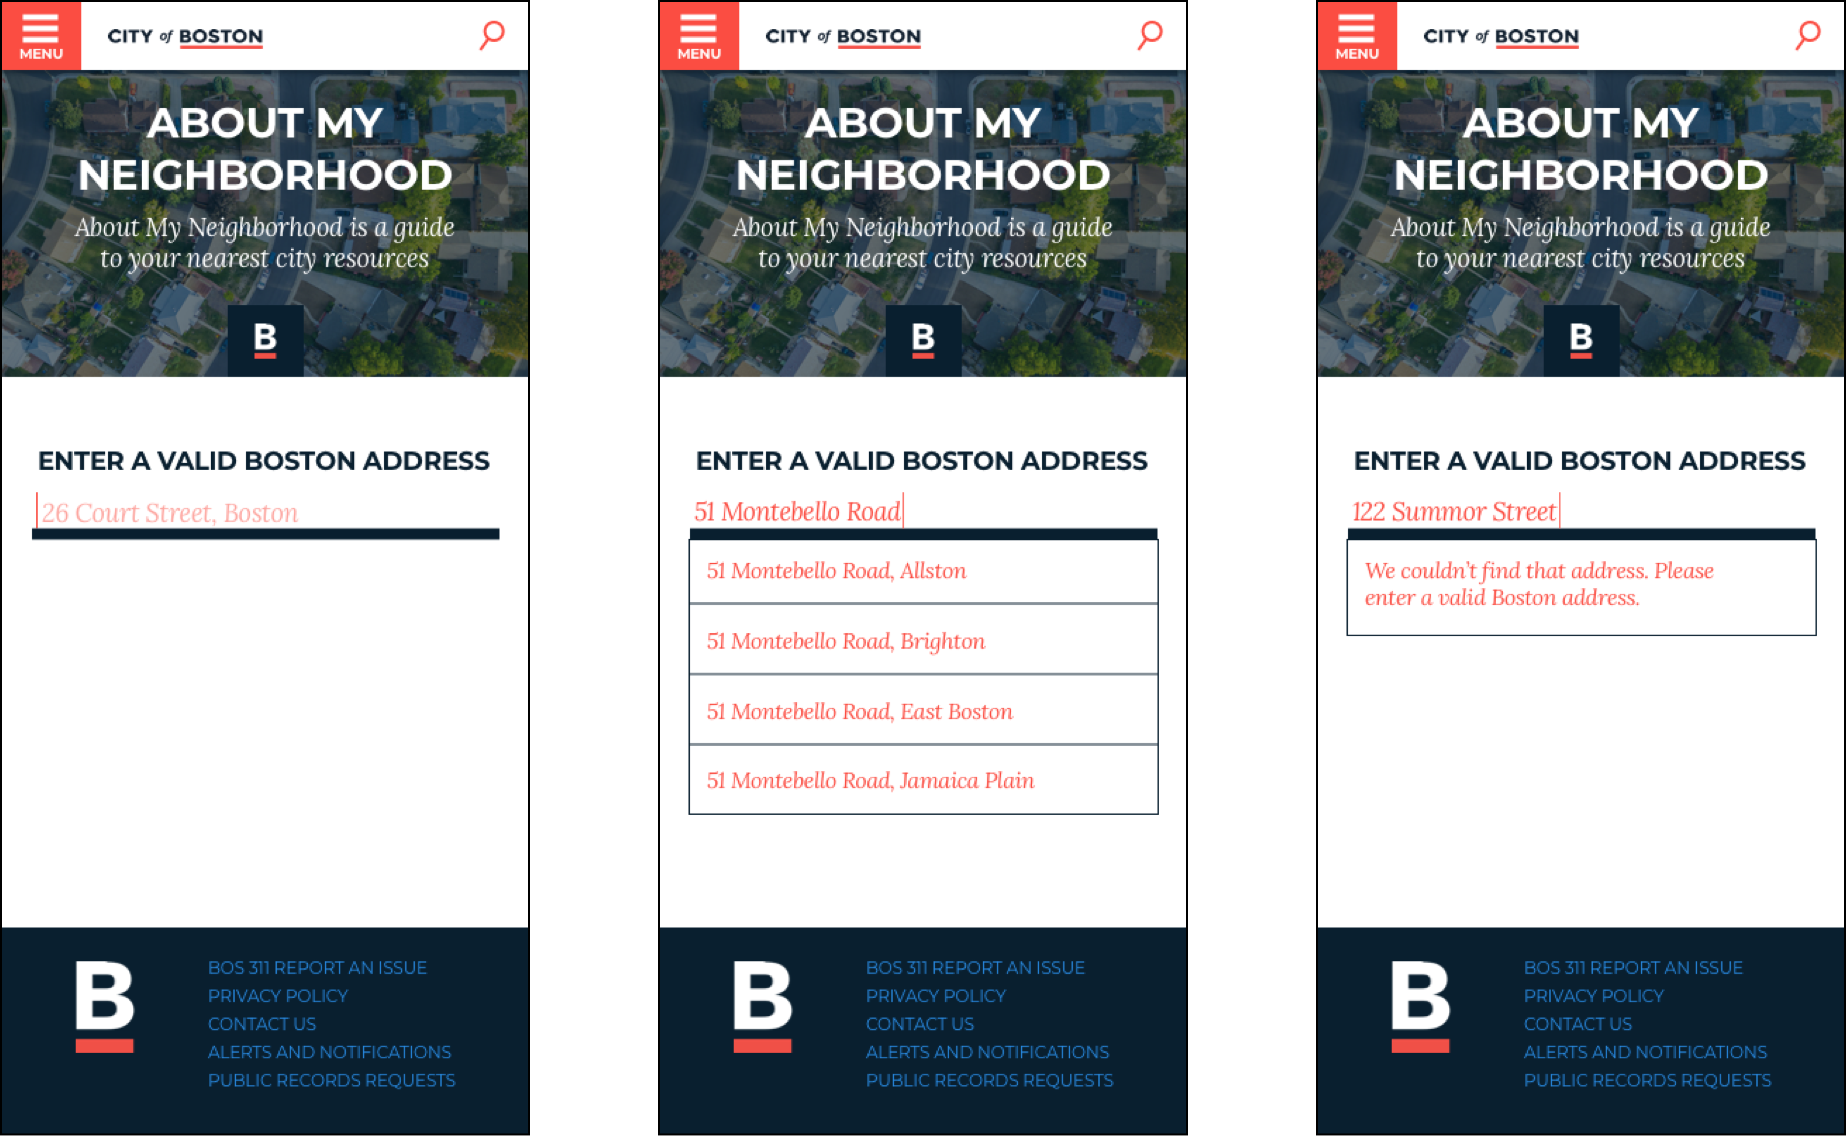 MENU
CITY of BOSTON
ABOUT MY
NEIGHBORHOOD
About My Neighborhood is a guide
to your nearest city resources
B
ENTER A VALID BOSTON ADDRESS
26 Court Street, Boston
B
BOS 311 REPORT AN ISSUE
PRIVACY POLICY
CONTACT US
ALERTS AND NOTIFICATIONS
PUBLIC RECORDS REQUESTS
MENU
CITY of BOSTON
ABOUT MY
NEIGHBORHOOD
About My Neighborhood is a guide
to your nearest city resources
B
ENTER A VALID BOSTON ADDRESS
51 Montebello Road
51 Montebello Road, Allston
51 Montebello Road, Brighton
51 Montebello Road, East Boston
51 Montebello Road, Jamaica Plain
B
BOS 311 REPORT AN ISSUE
PRIVACY POLICY
CONTACT US
ALERTS AND NOTIFICATIONS
PUBLIC RECORDS REQUESTS
MENU
CITY of BOSTON
ABOUT MY
NEIGHBORHOOD
About My Neighborhood is a guide
to your nearest city resources
B
ENTER A VALID BOSTON ADDRESS
122 Summor Street
We couldn't find that address. Please
enter a valid Boston address.
B
BOS 311 REPORT AN ISSUE
PRIVACY POLICY
CONTACT US
ALERTS AND NOTIFICATIONS
PUBLIC RECORDS REQUESTS